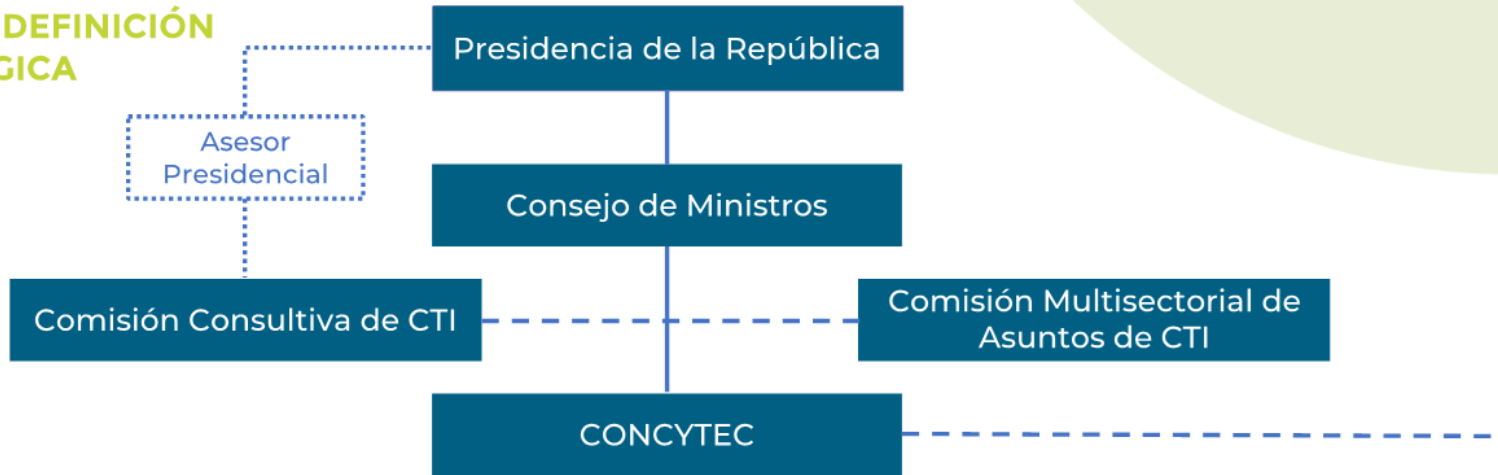 DEFINICIÓN
GICA
Presidencia de la República
Asesor
Presidencial
Consejo de Ministros
Comisión Consultiva de CTI
Comisión Multisectorial de
Asuntos de CTI
CONCYTEC